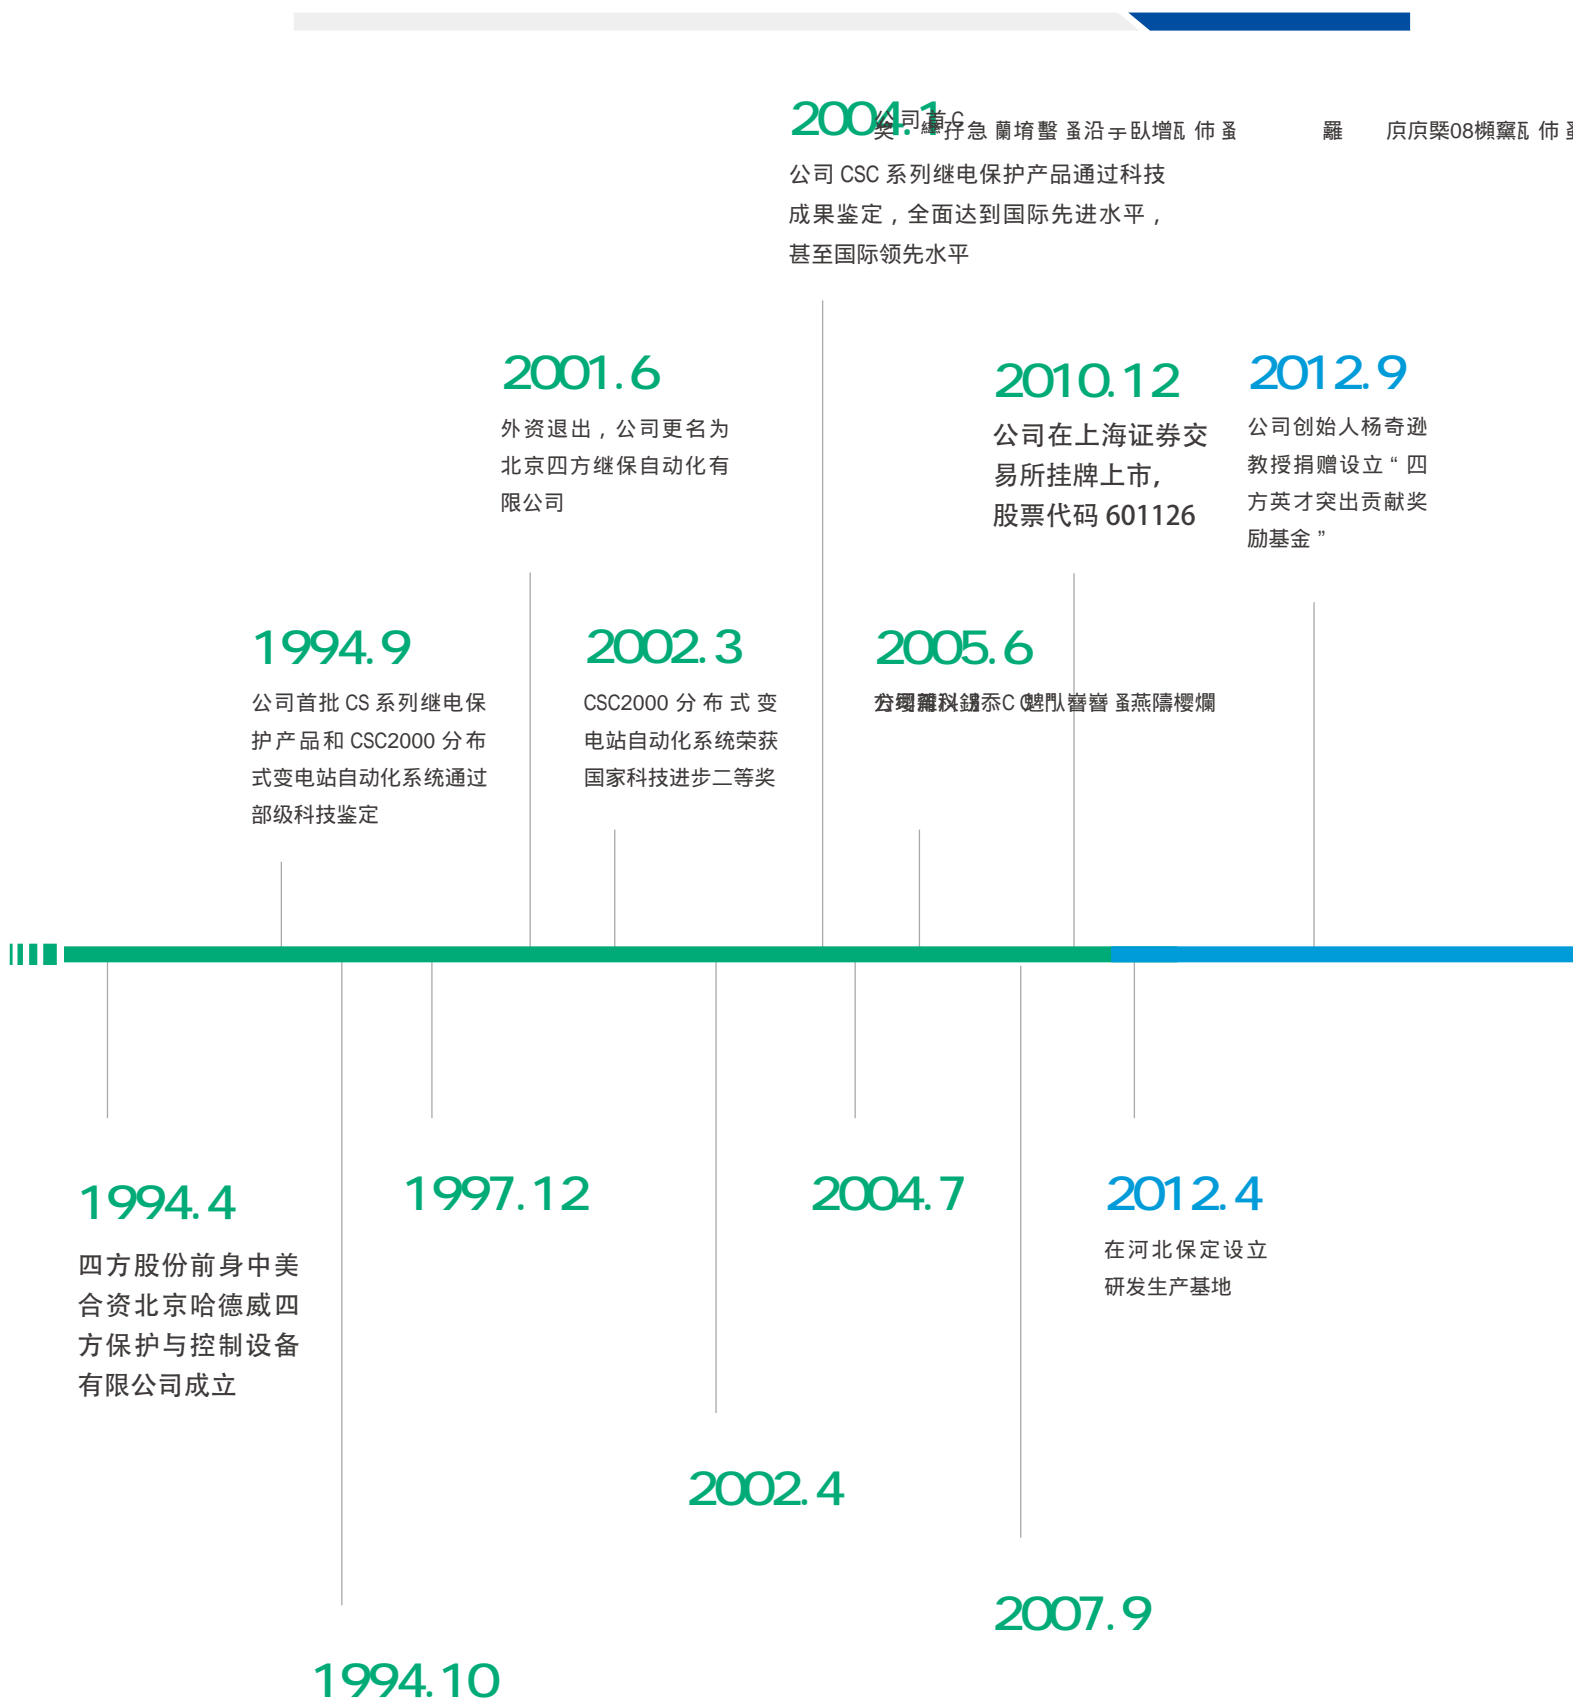 2004.1
公司 CSC 系列继电保护产品通过科技
成果鉴定，全面达到国际先进水平，
甚至国际领先水平
2001.6
外资退出，公司更名为
北京四方继保自动化有
限公司
2010.12
公司在上海证券交
易所挂牌上市,
股票代码 601126
2012.9
公司创始人杨奇逊
教授捐赠设立“四
方英才突出贡献奖
励基金”
1994.9
公司首批 CS 系列继电保
护产品和 CSC2000 分布
式变电站自动化系统通过
部级科技鉴定
2002.3
CSC2000 分布式变
电站自动化系统荣获
国家科技进步二等奖
2005.6
1994.4
四方股份前身中美
合资北京哈德威四
方保护与控制设备
有限公司成立
1997.12
2004.7
2012.4
在河北保定设立
研发生产基地
2002.4
2007.9
1994.10